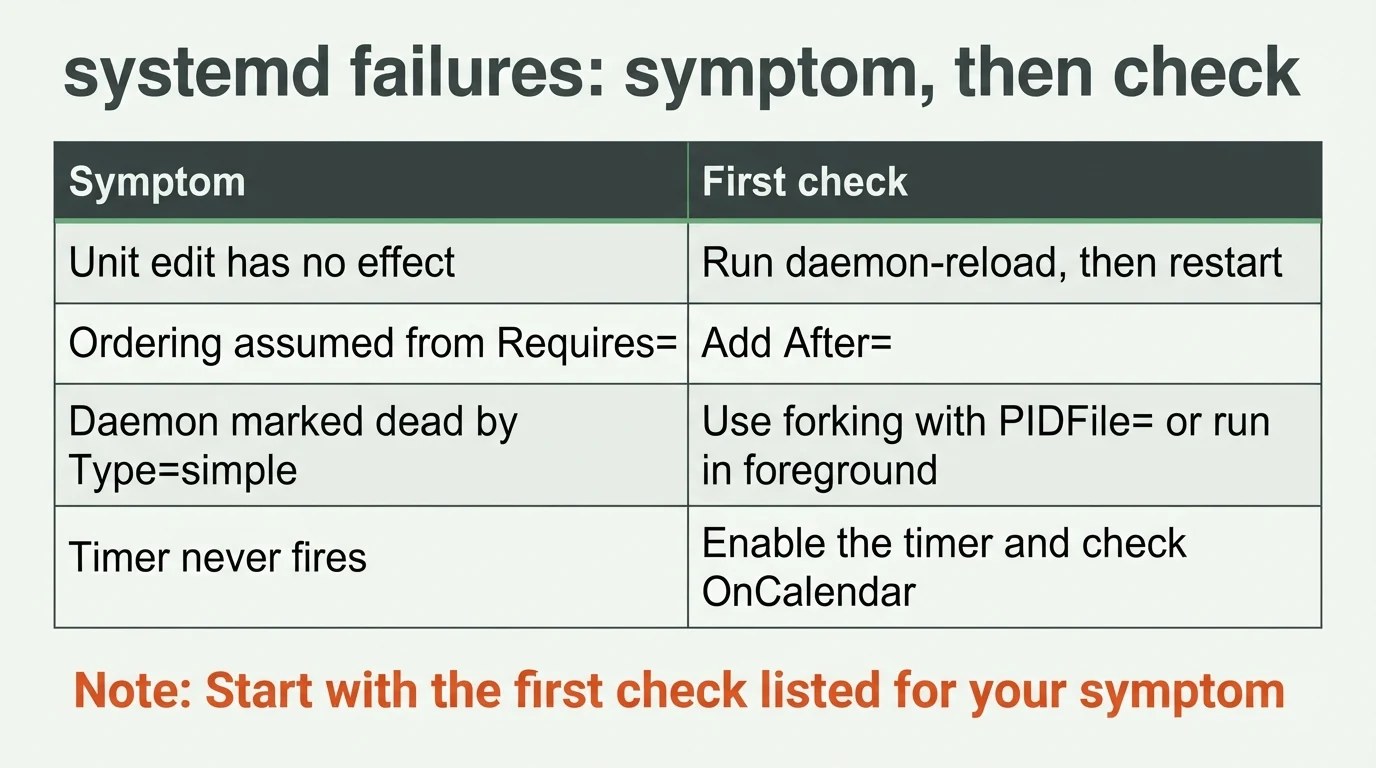 systemd failures: symptom, then check
Symptom
First check
Unit edit has no effect
Run daemon-reload, then restart
Ordering assumed from Requires=
Add After=
Daemon marked dead by
Type=simple
Use forking with PIDFile= or run
in foreground
Timer never fires
Enable the timer and check
OnCalendar
Note: Start with the first check listed for your symptom